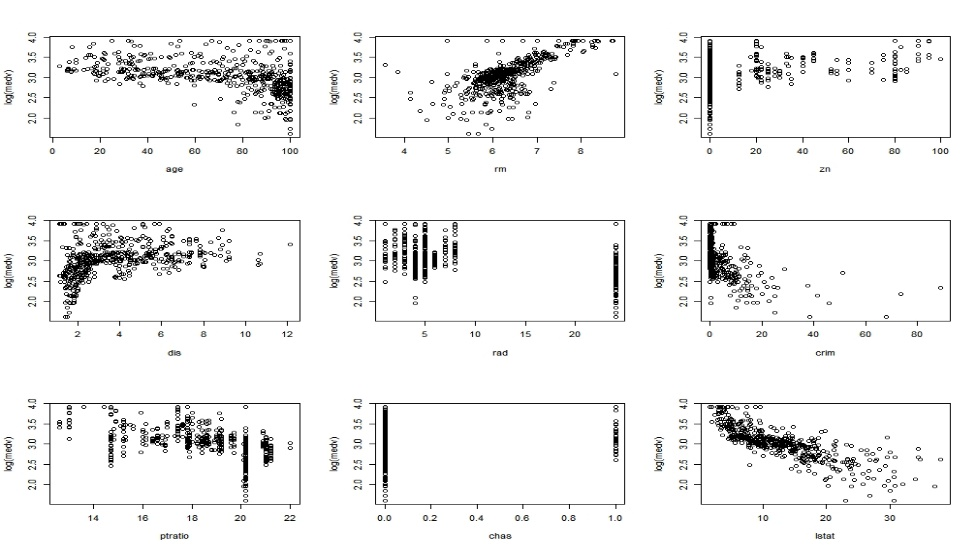 log(medv)
4.0
3.5
3.0
2.5
2.0
0 20 40 60 80 100
age
log(medv)
4.0
3.5
3.0
2.5
2.0
4 5 6 7 8
rm
log(medv)
4.0
3.5
3.0
2.5
2.0
0 20 40 60 80 100
zn
log(medv)
4.0
3.5
3.0
2.5
2.0
2 4 6 8 10 12
dis
log(medv)
4.0
3.5
3.0
2.5
2.0
5 10 15 20
rad
log(medv)
4.0
3.5
3.0
2.5
2.0
0 20 40 60 80
crim
log(medv)
4.0
3.5
3.0
2.5
2.0
14 16 18 20 22
ptratio
log(medv)
4.0
3.5
3.0
2.5
2.0
0.0 0.2 0.4 0.6 0.8 1.0
chas
log(medv)
4.0
3.5
3.0
2.5
2.0
10 20 30
lstat